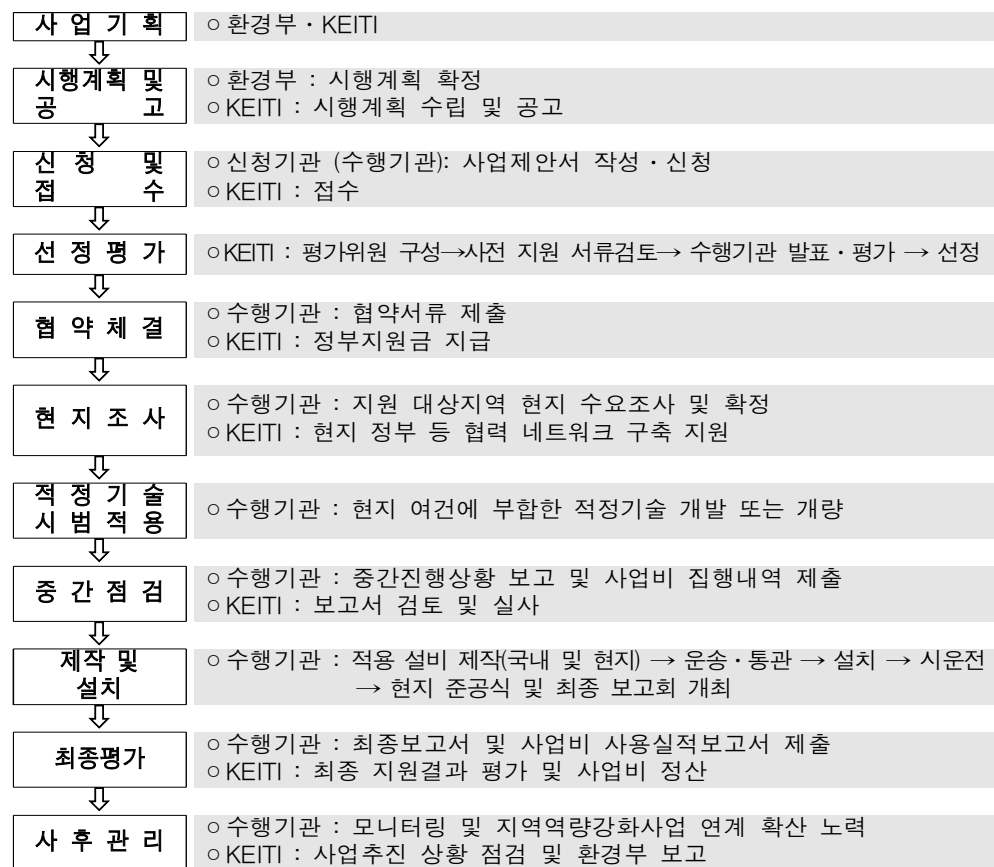 사 업 기 획
○ 환경부・KEITI
시행계획 및
공 고
○ 환경부 : 시행계획 확정
○ KEITI : 시행계획 수립 및 공고
신 청 및
접 수
○ 신청기관 (수행기관): 사업제안서 작성・신청
○ KEITI : 접수
선 정 평 가
○ KEITI : 평가위원 구성→사전 지원 서류검토→ 수행기관 발표・평가 → 선정
협 약 체 결
○ 수행기관 : 협약서류 제출
○ KEITI : 정부지원금 지급
현 지 조 사
○ 수행기관 : 지원 대상지역 현지 수요조사 및 확정
○ KEITI : 현지 정부 등 협력 네트워크 구축 지원
적 정 기 술
시 범 적 용
○ 수행기관 : 현지 여건에 부합한 적정기술 개발 또는 개량
중 간 점 검
○ 수행기관 : 중간진행상황 보고 및 사업비 집행내역 제출
○ KEITI : 보고서 검토 및 실사
제작 및
설치
○ 수행기관 : 적용 설비 제작(국내 및 현지) → 운송・통관 → 설치 → 시운전
→ 현지 준공식 및 최종 보고회 개최
최종평가
○ 수행기관 : 최종보고서 및 사업비 사용실적보고서 제출
○ KEITI : 최종 지원결과 평가 및 사업비 정산
사 후 관 리
○ 수행기관 : 모니터링 및 지역역량강화사업 연계 확산 노력
○ KEITI : 사업추진 상황 점검 및 환경부 보고